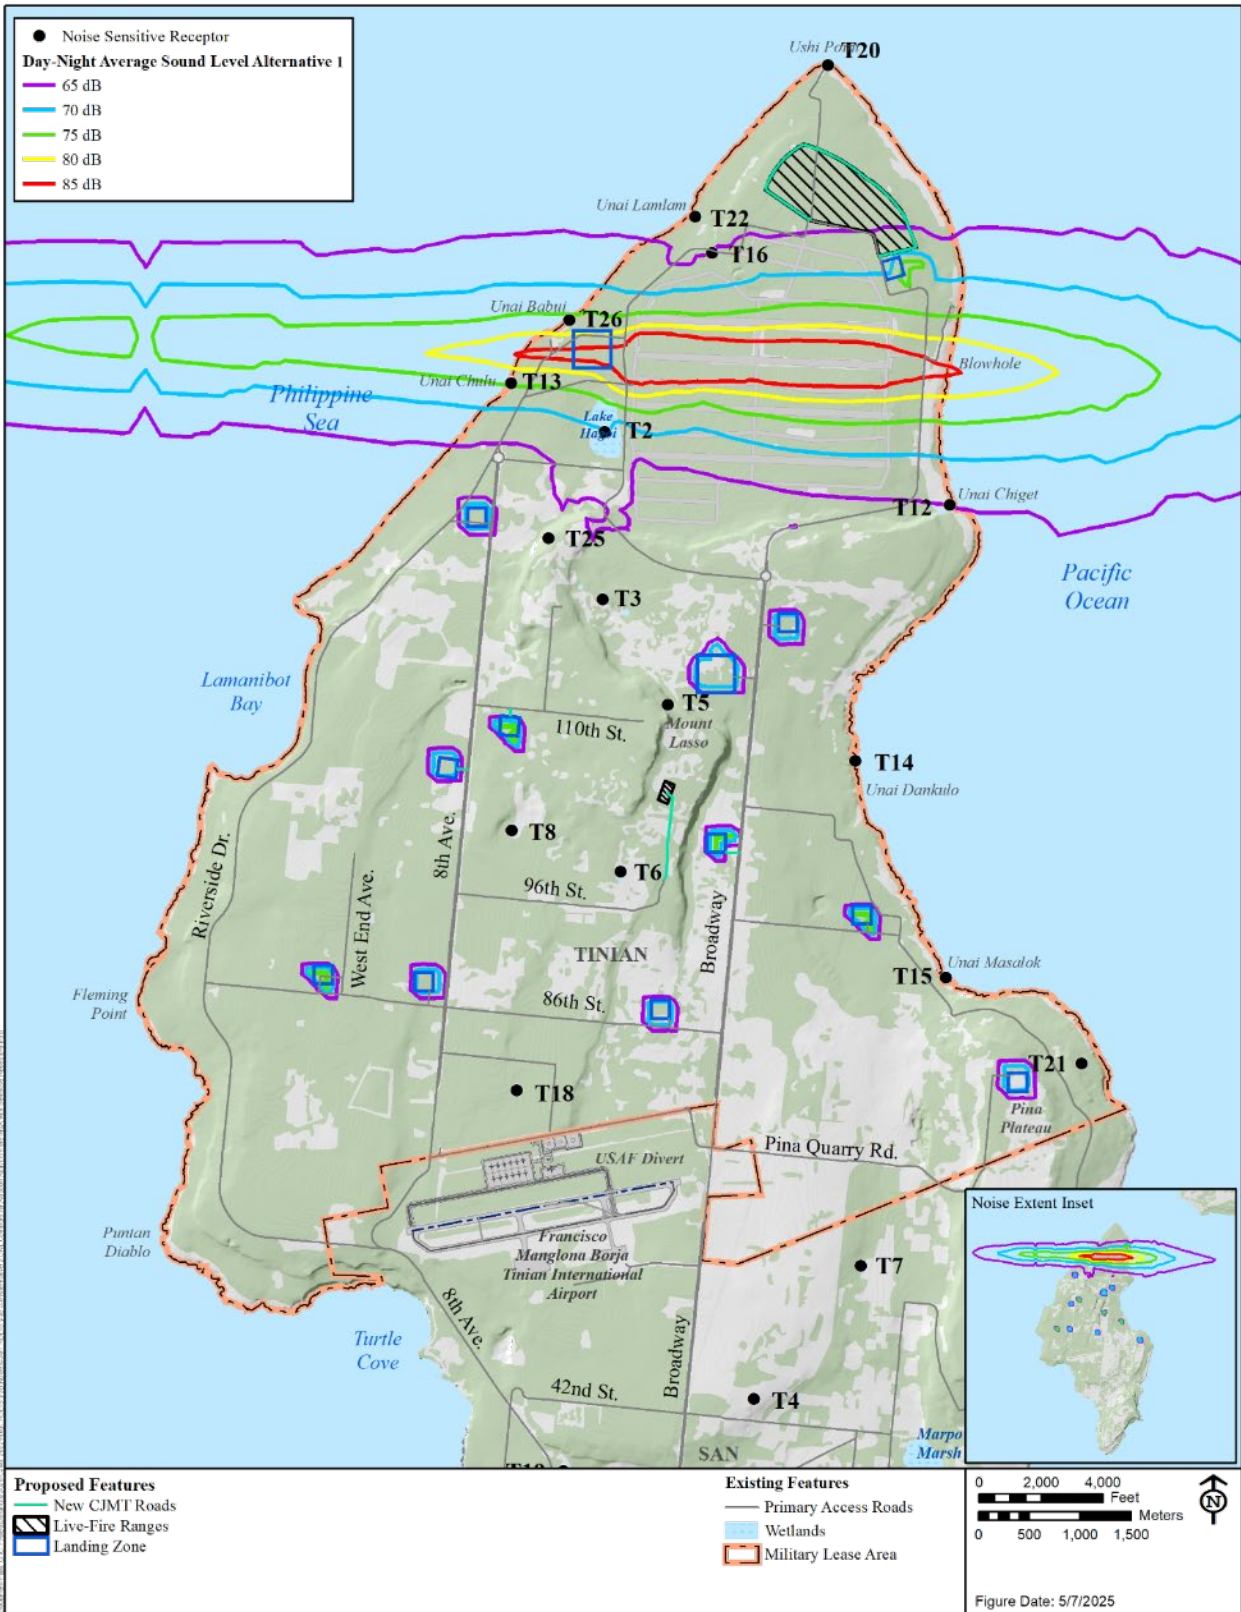 Noise Sensitive Receptor
Day-Night Average Sound Level Alternative 1
65 dB
70 dB
75 dB
80 dB
85 dB
T20
Unai Lamlam
T22
T16
Unai Babui
T26
Unai Chulu
T13
Blowhole
Philippine
Sea
Lake
T2
Unai Chiget
T12
T25
Pacific
Ocean
T3
Lamanibot
Bay
T5
Mount
Lasso
110th St.
T14
Unai Dankulo
T8
8th Ave.
T6
Riverside Dr.
96th St.
West End Ave.
Broadway
TINIAN
Unai Masalok
T15
Fleming
Point
86th St.
T21
T18
Pina
Plateau
Pina Quarry Rd.
USAF Divert
Noise Extent Inset
Puntan
Diablo
Francisco
Manglona Borja
Tinian International
Airport
T7
8th Ave.
Turtle
Cove
Broadway
42nd St.
T4
Marpo
Marsh
SAN
Proposed Features
New CJMT Roads
Live-Fire Ranges
Landing Zone
Existing Features
Primary Access Roads
Wetlands
Military Lease Area
0 2,000 4,000
Feet
Meters
0 500 1,000 1,500
N
Figure Date: 5/7/2025